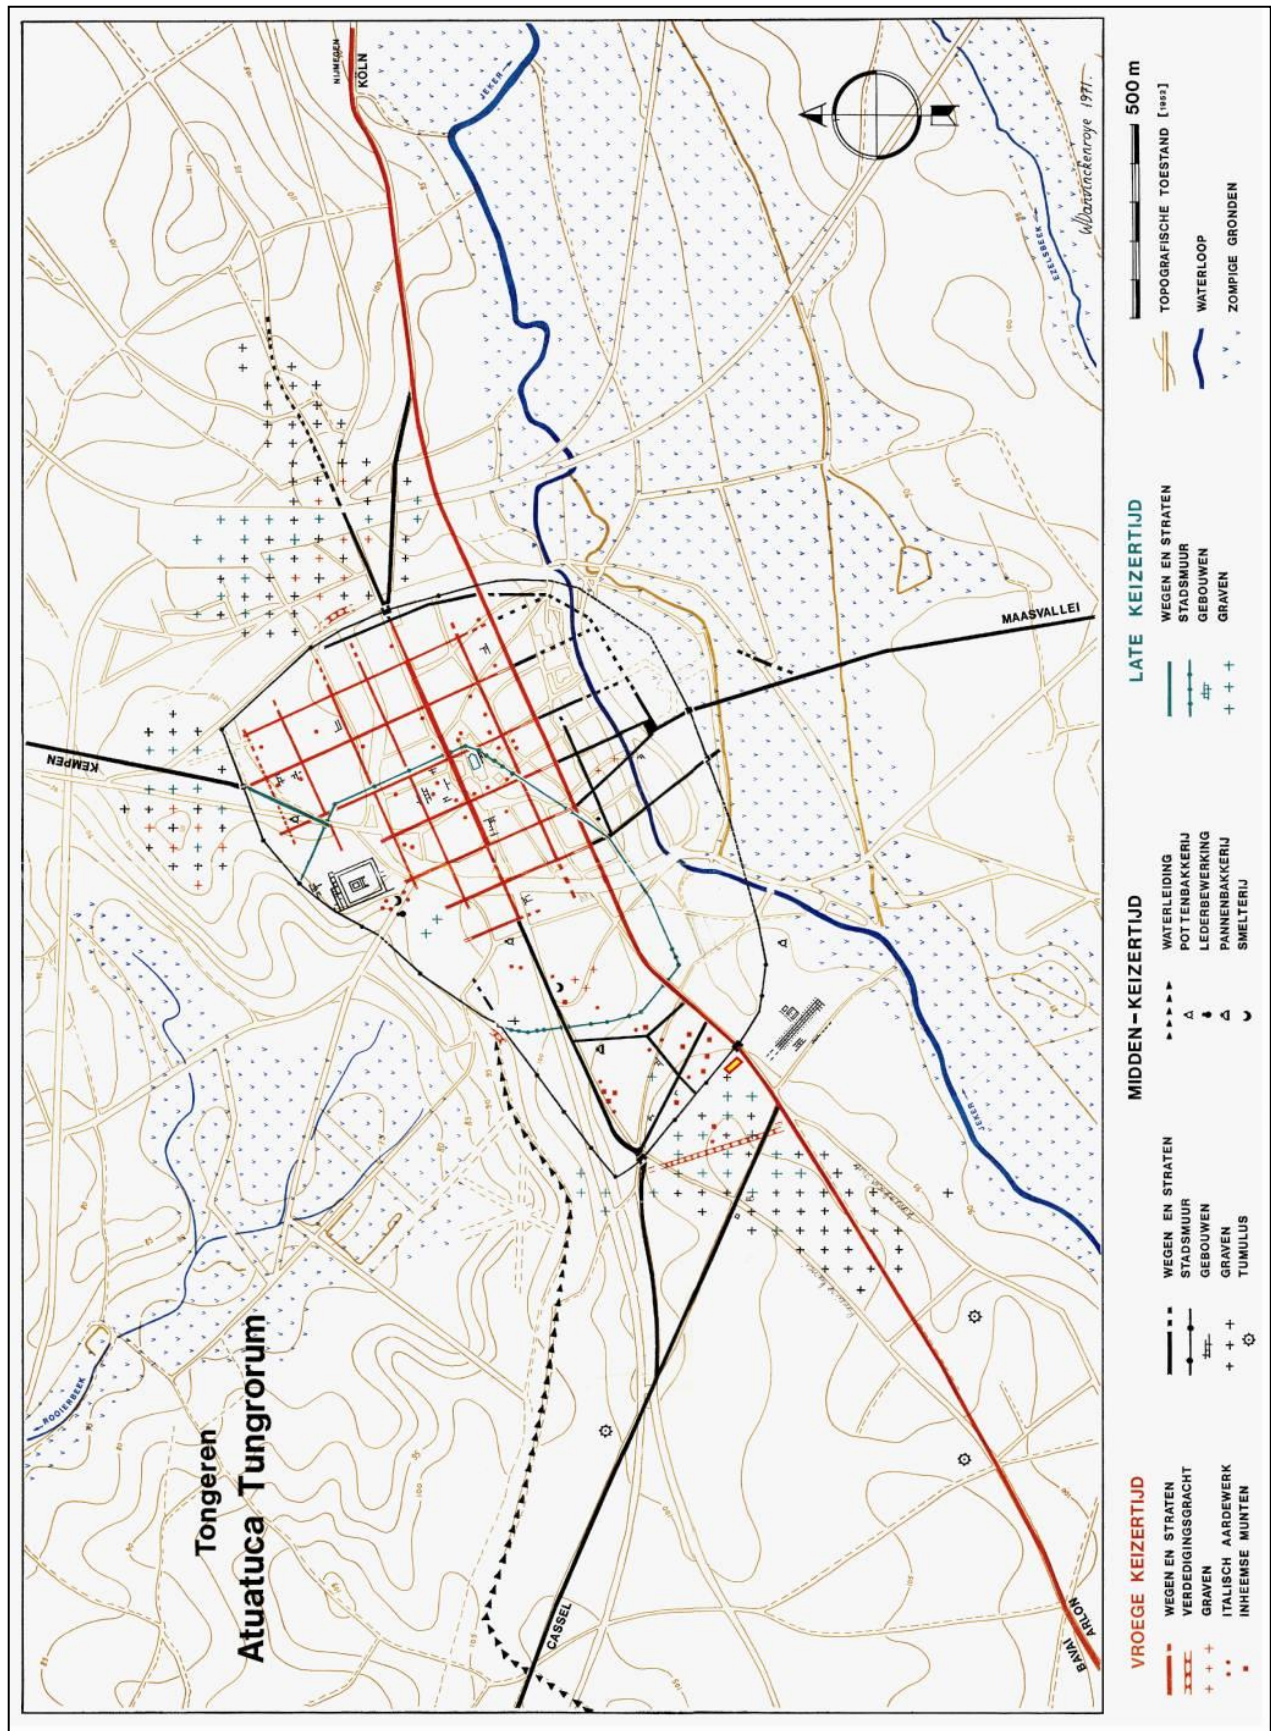 Tongeren
Atuatuca Tungrorum
ROOIERBEEK
KEMPEN
NIJMEGEN
KÖLN
JEKER
CASSEL
BAVAI
ARLON
JEKER
MAASVALLEI
EZELSBEEK
N
WVanvinckenroye 1971
VROEGE KEIZERTIJD
WEGEN EN STRATEN
VERDEDIGINGSGRACHT
GRAVEN
ITALISCH AARDEWERK
INHEEMSE MUNTEN
MIDDEN-KEIZERTIJD
WEGEN EN STRATEN
STADSMUUR
GEBOUWEN
GRAVEN
TUMULUS
WATERLEIDING
POTTENBAKKERIJ
LEDERBEWERKING
PANNENBAKKERIJ
SMELTERIJ
LATE KEIZERTIJD
WEGEN EN STRATEN
STADSMUUR
GEBOUWEN
GRAVEN
500 m
TOPOGRAFISCHE TOESTAND [1953]
WATERLOOP
ZOMPIGE GRONDEN